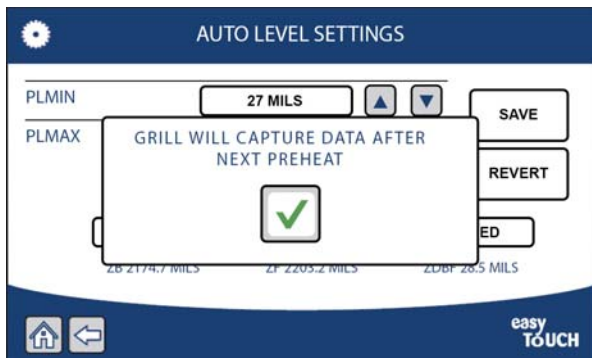 AUTO LEVEL SETTINGS
PLMIN
27 MILS
SAVE
PLMAX
GRILL WILL CAPTURE DATA AFTER
NEXT PREHEAT
REVERT
ED
ZB 2174.7 MILS ZF 2203.2 MILS ZDBF 28.5 MILS
easy
TOUCH